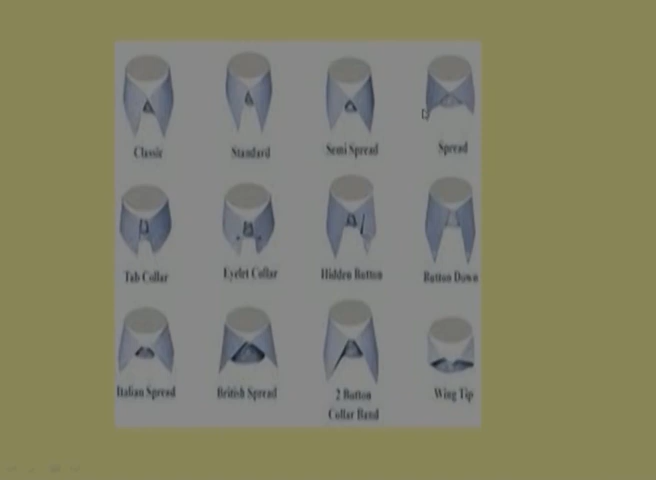 Classic
Standard
Semi Spread
Spread
Tab Collar
Eyelet Collar
Hidden Button
Button Down
Italian Spread
British Spread
2 Button
Collar Band
Wing Tip